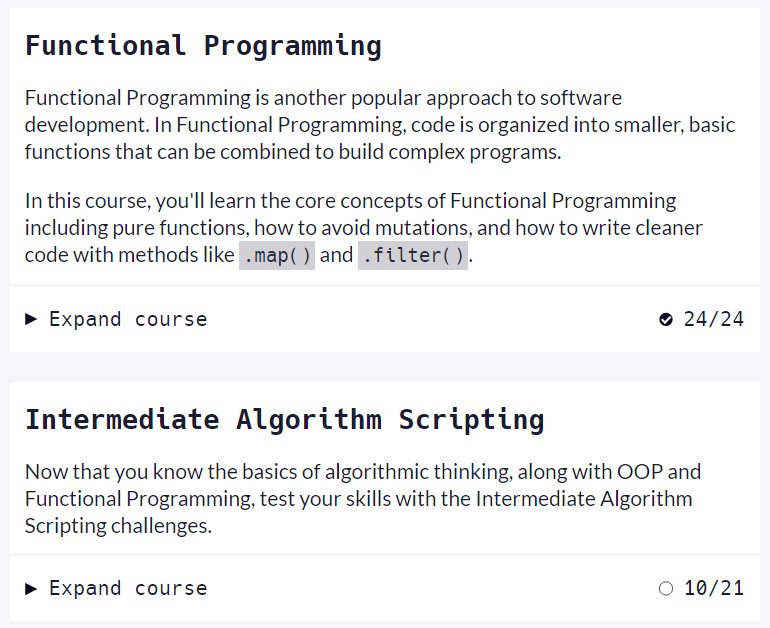 Functional Programming
Functional Programming is another popular approach to software
development. In Functional Programming, code is organized into smaller, basic
functions that can be combined to build complex programs.
In this course, you'll learn the core concepts of Functional Programming
including pure functions, how to avoid mutations, and how to write cleaner
code with methods like .map() and .filter().
Expand course 24/24
Intermediate Algorithm Scripting
Now that you know the basics of algorithmic thinking, along with OOP and
Functional Programming, test your skills with the Intermediate Algorithm
Scripting challenges.
Expand course 10/21